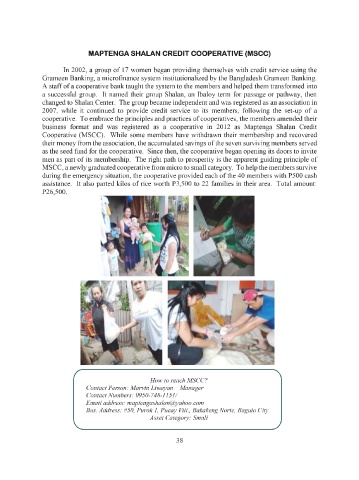 MAPTENGA SHALAN CREDIT COOPERATIVE (MSCC)
In 2002, a group of 17 women began providing themselves with credit service using the
Grameen Banking, a microfinance system institutionalized by the Bangladesh Grameen Banking.
A staff of a cooperative bank taught the system to the members and helped them transformed into
a successful group. It named their group Shalan, an Ibaloy term for passage or pathway, then
changed to Shalan Center. The group became independent and was registered as an association in
2007, while it continued to provide credit service to its members, following the set-up of a
cooperative. To embrace the principles and practices of cooperatives, the members amended their
business format and was registered as a cooperative in 2012 as Maptenga Shalan Credit
Cooperative (MSCC). While some members have withdrawn their membership and recovered
their money from the association, the accumulated savings of the seven surviving members served
as the seed fund for the cooperative. Since then, the cooperative began opening its doors to invite
men as part of its membership. The right path to prosperity is the apparent guiding principle of
MSCC, a newly graduated cooperative from micro to small category. To help the members survive
during the emergency situation, the cooperative provided each of the 40 members with P500 cash
assistance. It also parted kilos of rice worth P3,500 to 22 families in their area. Total amount:
P26,500.
How to reach MSCC?
Contact Person: Marvin Liwayan Manager
Contact Numbers:
Email address: maptengashalan@yahoo.com
Bus. Address: #50, Purok 1, Pucay Vill., Bakakeng Norte, Baguio City
Asset Category: Small
38